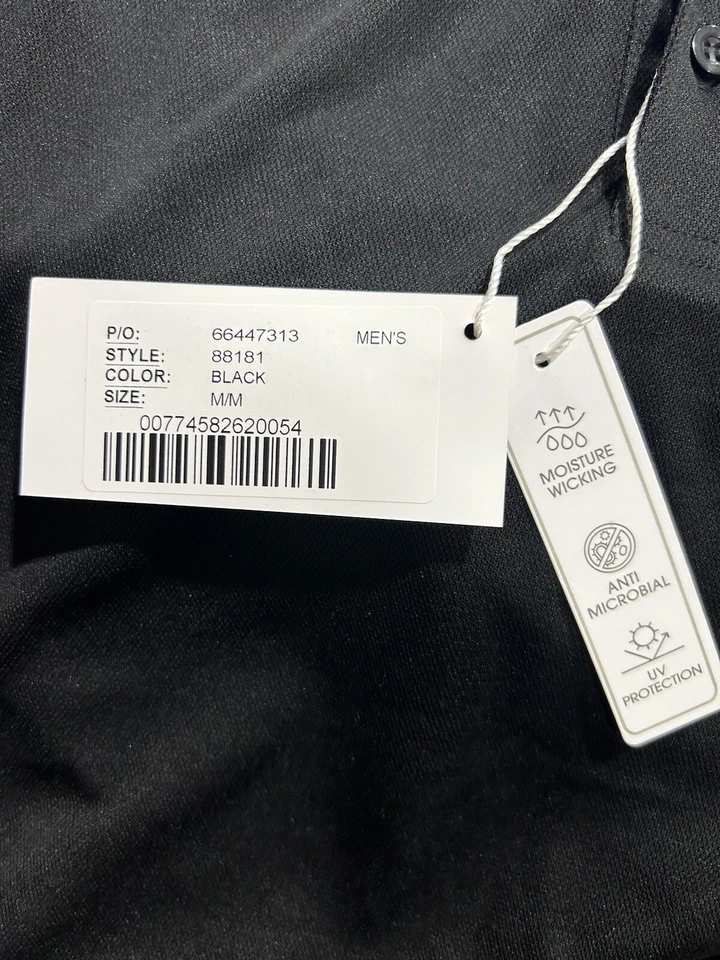 P/O: 66447313 MEN'S
STYLE: 88181
COLOR: BLACK
SIZE: M/M
00774582620054
MOISTURE
WICKING
ANTI
MICROBIAL
UV
PROTECTION